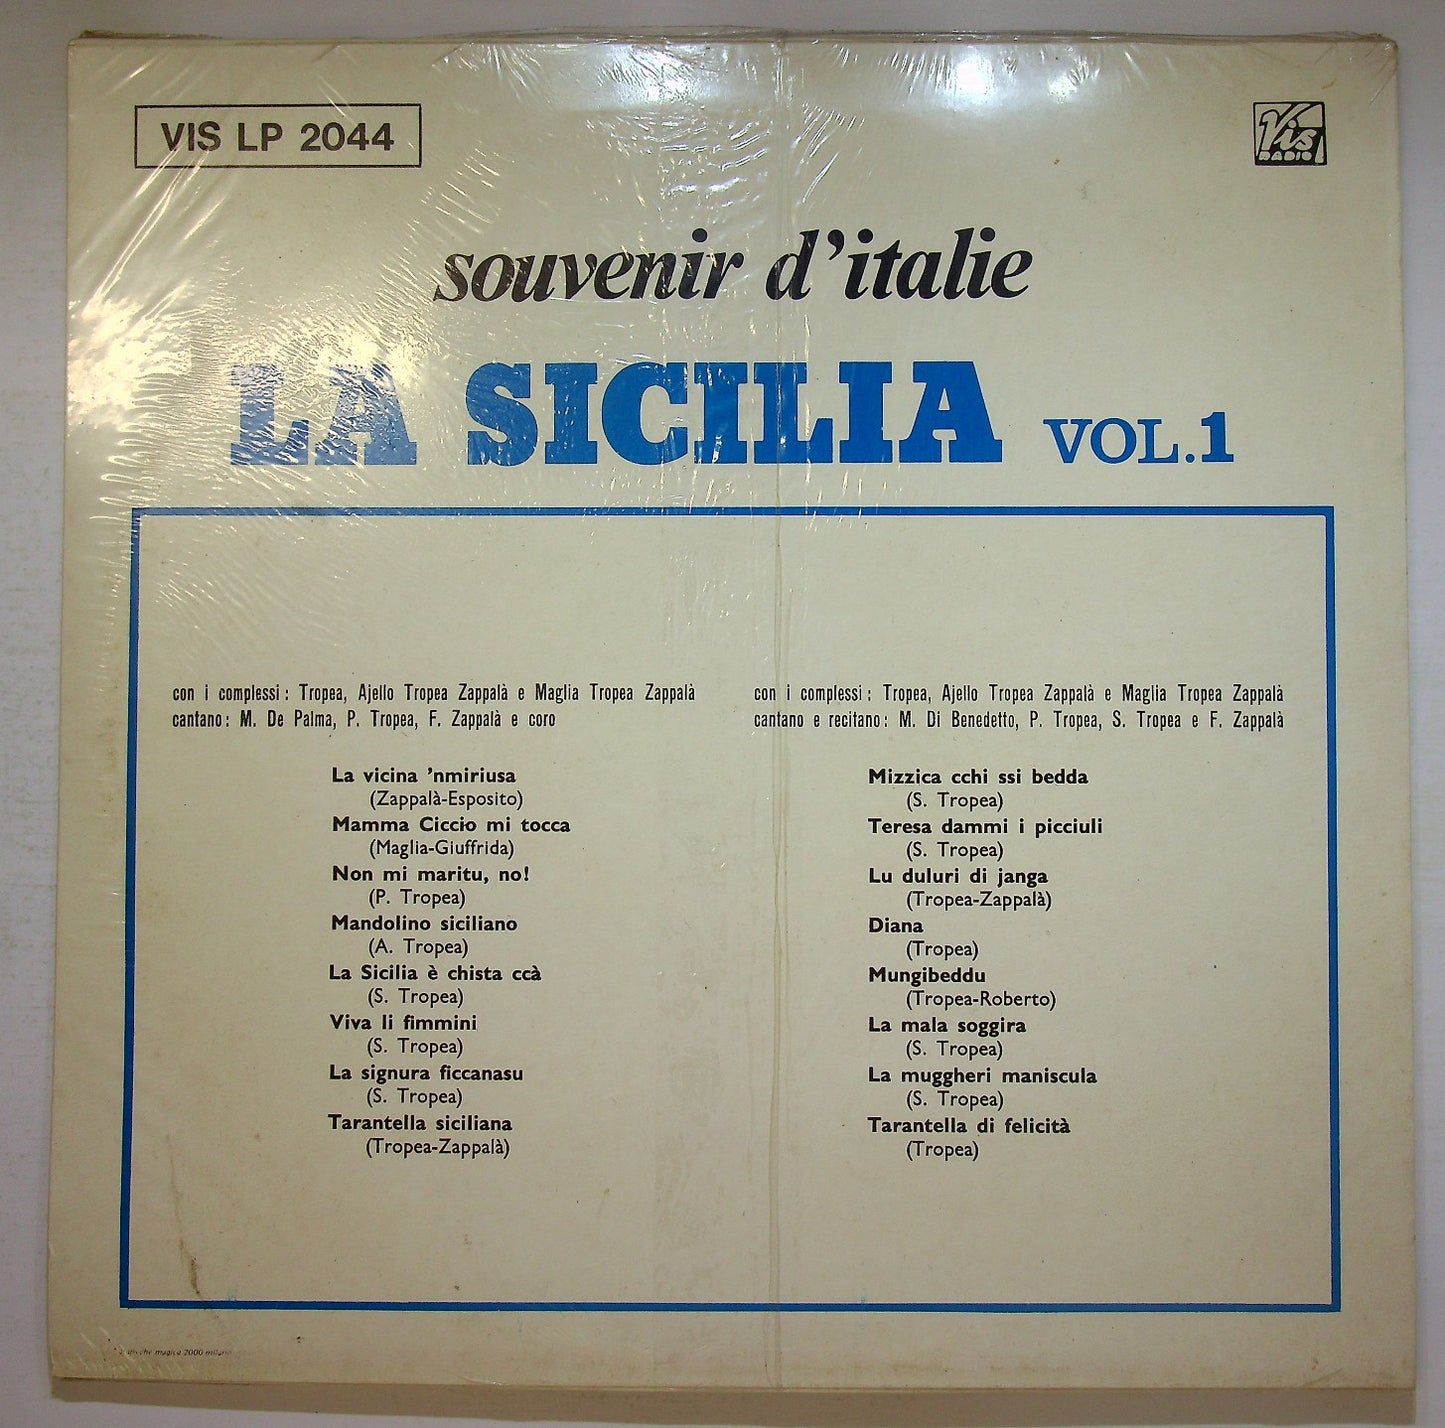 VIS LP 2044
Vis
RADIO
souvenir d'italie
LA SICILIA VOL.1
con i complessi: Tropea, Ajello Tropea Zappalà e Maglia Tropea Zappalà
cantano: M. De Palma, P. Tropea, F. Zappalà e coro
La vicina 'nmiriusa
(Zappalà-Esposito)
Mamma Ciccio mi tocca
(Maglia-Giuffrida)
Non mi maritu, no!
(P. Tropea)
Mandolino siciliano
(A. Tropea)
La Sicilia è chista ccà
(S. Tropea)
Viva li fimmini
(S. Tropea)
La signura ficcanasu
(S. Tropea)
Tarantella siciliana
(Tropea-Zappalà)
con i complessi: Tropea, Ajello Tropea Zappalà e Maglia Tropea Zappalà
cantano e recitano: M. Di Benedetto, P. Tropea, S. Tropea e F. Zappalà
Mizzica cchi ssi bedda
(S. Tropea)
Teresa dammi i picciuli
(S. Tropea)
Lu duluri di janga
(Tropea-Zappalà)
Diana
(Tropea)
Mungibeddu
(Tropea-Roberto)
La mala soggira
(S. Tropea)
La muggheri maniscula
(S. Tropea)
Tarantella di felicità
(Tropea)
magica 2000 milano